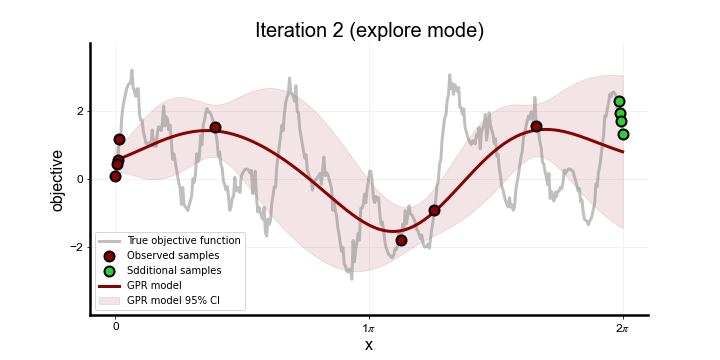 Iteration 2 (explore mode)
objective
2
0
−2
True objective function
Observed samples
Sdditional samples
GPR model
GPR model 95% CI
0
1π
2π
x